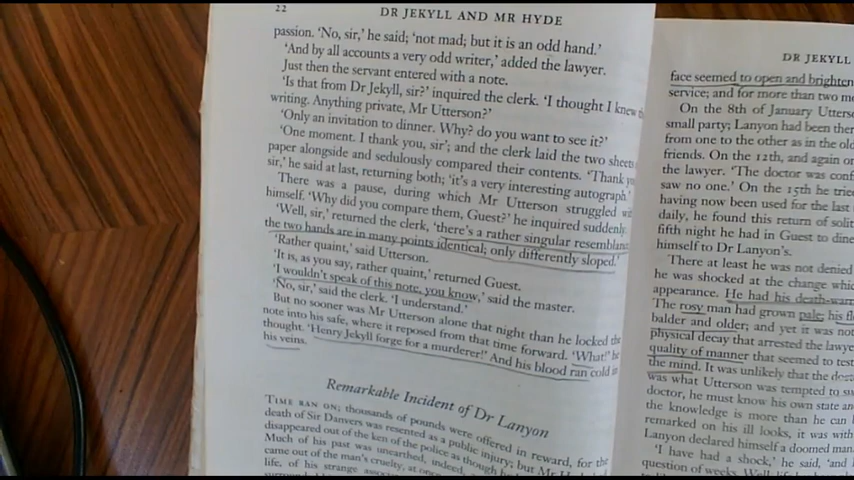 22
DR JEKYLL AND MR HYDE
passion. ‘No, sir,’ he said; ‘not mad; but it is an odd hand.’
‘And by all accounts a very odd writer,’ added the lawyer.
Just then the servant entered with a note.
‘Is that from Dr Jekyll, sir?’ inquired the clerk. ‘I thought I knew
writing. Anything private, Mr Utterson?’
‘Only an invitation to dinner. Why? do you want to see it?’
‘One moment. I thank you, sir’; and the clerk laid the two sheets
paper alongside and sedulously compared their contents. ‘Thank
sir,’ he said at last, returning both; ‘it’s a very interesting autograph.’
There was a pause, during which Mr Utterson struggled
himself. ‘Why did you compare them, Guest?’ he inquired suddenly.
‘Well, sir,’ returned the clerk, ‘there’s a rather singular resemblan
the two hands are in many points identical; only differently sloped.’
‘Rather quaint,’ said Utterson.
‘It is, as you say, rather quaint,’ returned Guest.
‘I wouldn’t speak of this note, you know,’ said the master.
‘No, sir,’ said the clerk. ‘I understand.’
But no sooner was Mr Utterson alone that night than he locked the
note into his safe, where it reposed from that time forward. ‘What!’ he
thought. ‘Henry Jekyll forge for a murderer!’ And his blood ran cold in
his veins.
Remarkable Incident of Dr Lanyon
TIME RAN ON; thousands of pounds were offered in reward, for the
death of Sir Danvers was resented as a public injury; but Mr
disappeared out of the ken of the police as though he had
Much of his past was unearthed, indeed,
came out of the man’s cruelty, at once
life, of his strange
DR JEKYLL
face seemed to open and brighten
service; and for more than two
On the 8th of January Utters
small party; Lanyon had been ther
from one to the other as in the old
friends. On the 12th, and again on
the lawyer. ‘The doctor was conf
saw no one.’ On the 15th he tried
having now been used for the last
daily, he found this return of solit
fifth night he had in Guest to dine
himself to Dr Lanyon’s.
There at least he was not denied
he was shocked at the change which
appearance. He had his death-warr
The rosy man had grown pale; his fl
balder and older; and yet it was not
physical decay that arrested the lawye
quality of manner that seemed to test
the mind. It was unlikely that the
was what Utterson was tempted to
doctor, he must know his own state an
the knowledge is more than he can
remarked on his ill looks, it was with
Lanyon declared himself a doomed man.
‘I have had a shock,’ he said, ‘and
question of weeks.